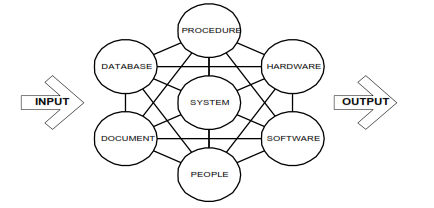 PROCEDURE
DATABASE
HARDWARE
INPUT
SYSTEM
OUTPUT
DOCUMENT
SOFTWARE
PEOPLE